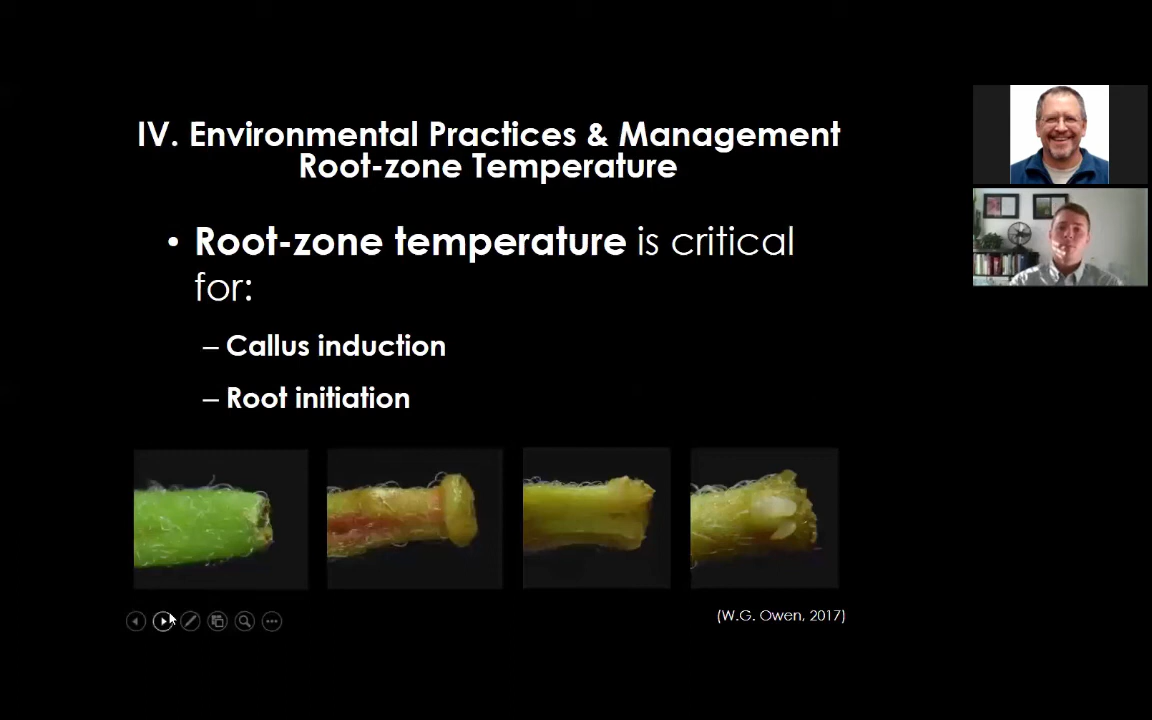 IV. Environmental Practices & Management
Root-zone Temperature
• Root-zone temperature is critical
for:
– Callus induction
– Root initiation
(W.G. Owen, 2017)